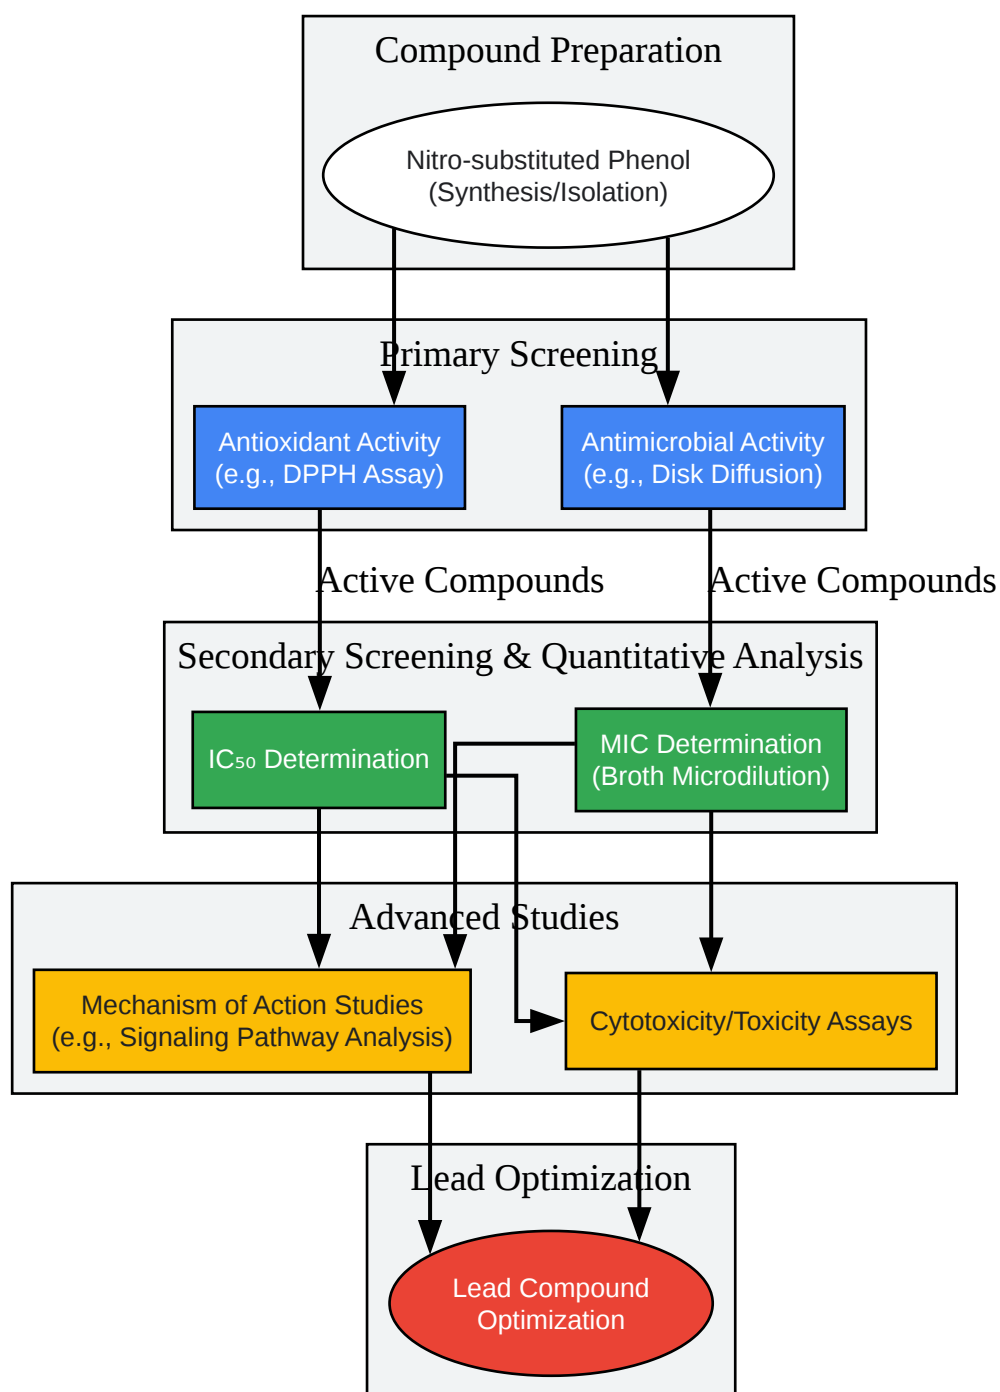 Compound Preparation
Nitro-substituted Phenol
(Synthesis/Isolation)
Primary Screening
Antioxidant Activity
(e.g., DPPH Assay)
Antimicrobial Activity
(e.g., Disk Diffusion)
Active Compounds
Active Compounds
Secondary Screening & Quantitative Analysis
IC₅₀ Determination
MIC Determination
(Broth Microdilution)
Advanced Studies
Mechanism of Action Studies
(e.g., Signaling Pathway Analysis)
Cytotoxicity/Toxicity Assays
Lead Optimization
Lead Compound
Optimization